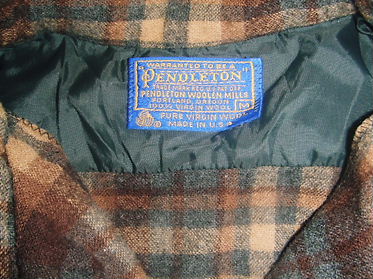 "WARRANTED TO BE A
PENDLETON"
TRADE MARK REG. U.S. PAT. OFF.
PENDLETON WOOLEN MILLS
PORTLAND, OREGON
100% VIRGIN WOOL M
PURE VIRGIN WOOL
MADE IN U.S.A.